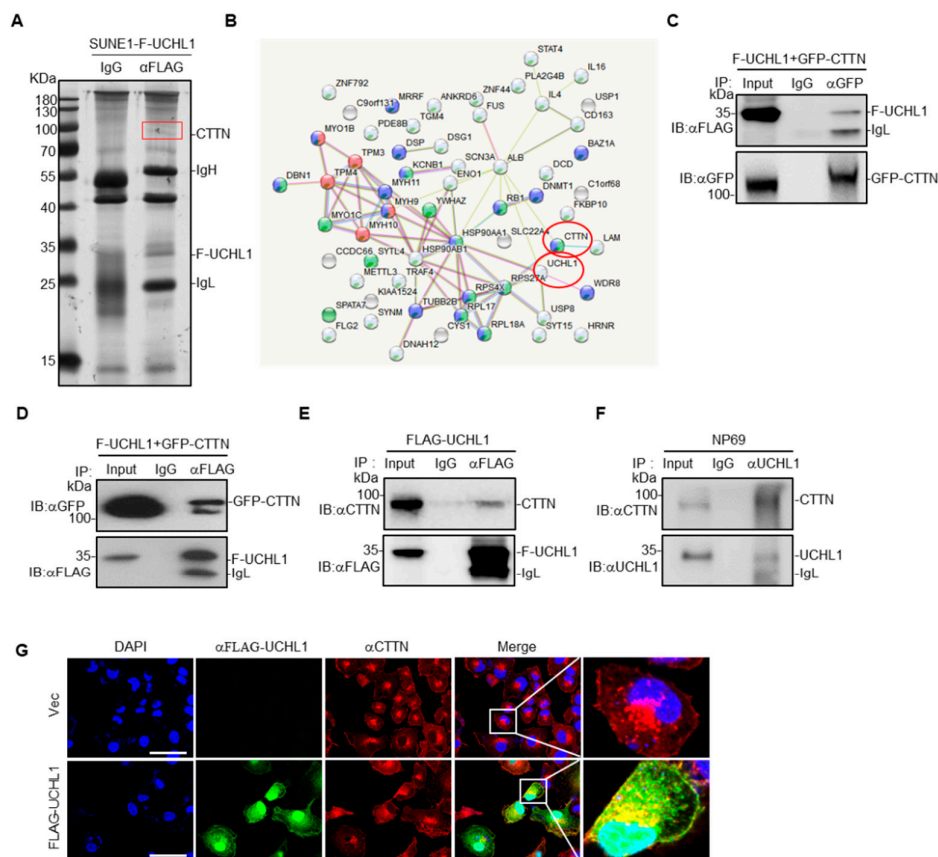 A
SUNE1-F-UCHL1
IgG αFLAG
KDa
180
130
100
70
55
40
35
25
15
-CTTN
IgH
F-UCHL1
IgL
B
STAT4
ZNF792
MRRF
ANKRD6
ZNF44
PLA2G4B
IL16
C9orf131
TGM4
FUS
IL4
USP1
MYO1B
PDE8B
CD163
TPM3
DSP
DSG1
SCN3A
ALB
BAZ1A
DBN1
TPM4
MYH11
KCNB1
ENO1
DCD
DNMT1
C1orf68
MYH9
YWHAZ
RB1
FKBP10
MYO1C
MYH10
HSP90AA1
SLC22A4
CTTN
LAM
CCDC66
SYTL4
HSP90AB1
UCHL1
METTL3
TRAF4
RPS27A
WDR8
KIAA1524
RPS4X
SPATA7
TUBB2B
RPL17
USP8
FLG2
SYNM
CYS1
RPL18A
SYT15
HRNR
DNAH12
C
F-UCHL1+GFP-CTTN
IP: Input IgG αGFP
kDa
35
IB:αFLAG
-F-UCHL1
-IgL
IB:αGFP
100
-GFP-CTTN
D
F-UCHL1+GFP-CTTN
IP: Input IgG αFLAG
kDa
IB:αGFP
100
-GFP-CTTN
35
IB:αFLAG
-F-UCHL1
-IgL
E
FLAG-UCHL1
IP : Input IgG αFLAG
kDa
100
IB:αCTTN
-CTTN
35
IB:αFLAG
-F-UCHL1
-IgL
F
NP69
IP : Input IgG αUCHL1
kDa
100
IB:αCTTN
-CTTN
35
IB:αUCHL1
-UCHL1
-IgL
G
DAPI αFLAG-UCHL1 αCTTN Merge
Vec
FLAG-UCHL1